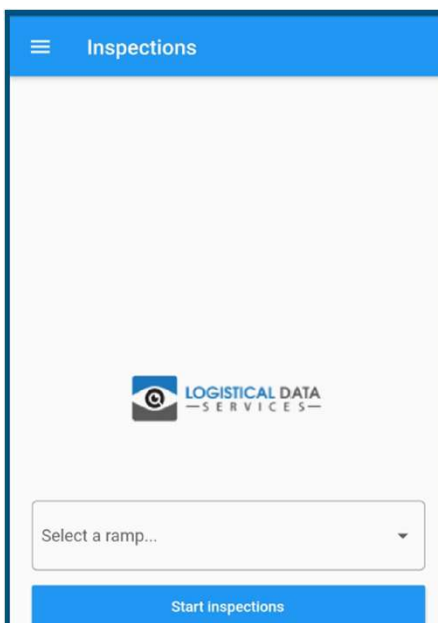 Inspections
LOGISTICAL DATA
—SERVICES—
Select a ramp...
Start inspections